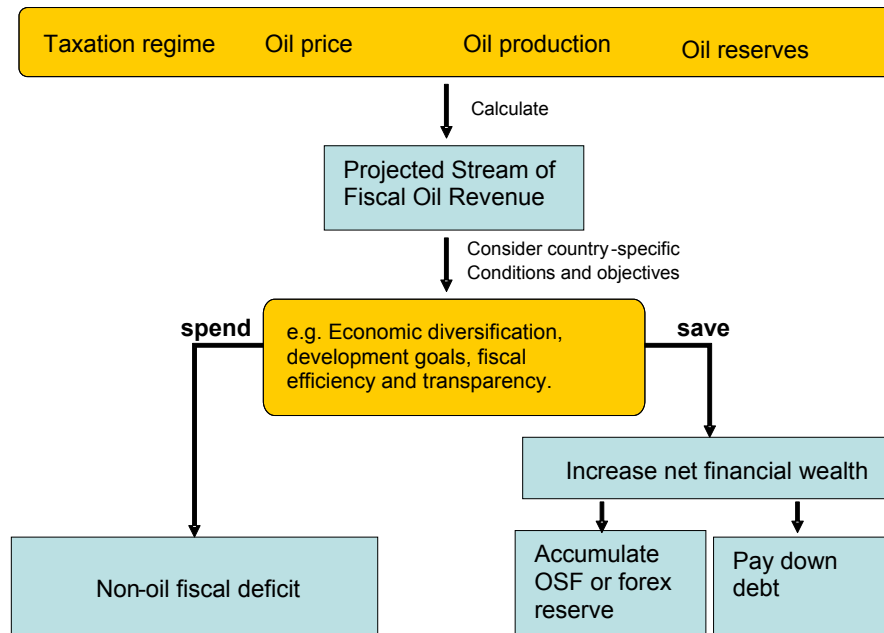 Taxation regime Oil price Oil production Oil reserves
Calculate
Projected Stream of
Fiscal Oil Revenue
Consider country-specific
Conditions and objectives
spend
e.g. Economic diversification,
development goals, fiscal
efficiency and transparency.
save
Increase net financial wealth
Non-oil fiscal deficit
Accumulate
OSF or forex
reserve
Pay down
debt